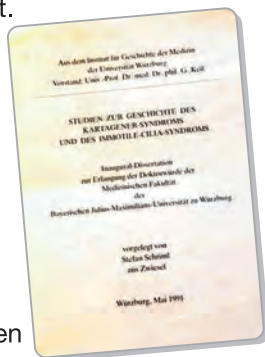 t.
Aus dem Institut für Geschichte der Medizin
der Universität Würzburg
Vorstand: Univ.-Prof. Dr. med. Dr. phil. G. Keil
STUDIEN ZUR GESCHICHTE DES
KARTAGENER-SYNDROMS
UND DES IMMOTILE-CILIA-SYNDROMS
Inaugural-Dissertation
zur Erlangung der Doktorwürde der
Medizinischen Fakultät
der
Bayerischen Julius-Maximilians-Universität zu Würzburg
vorgelegt von
Stefan Schröml
aus Zwiesel
Würzburg, Mai 1991
en